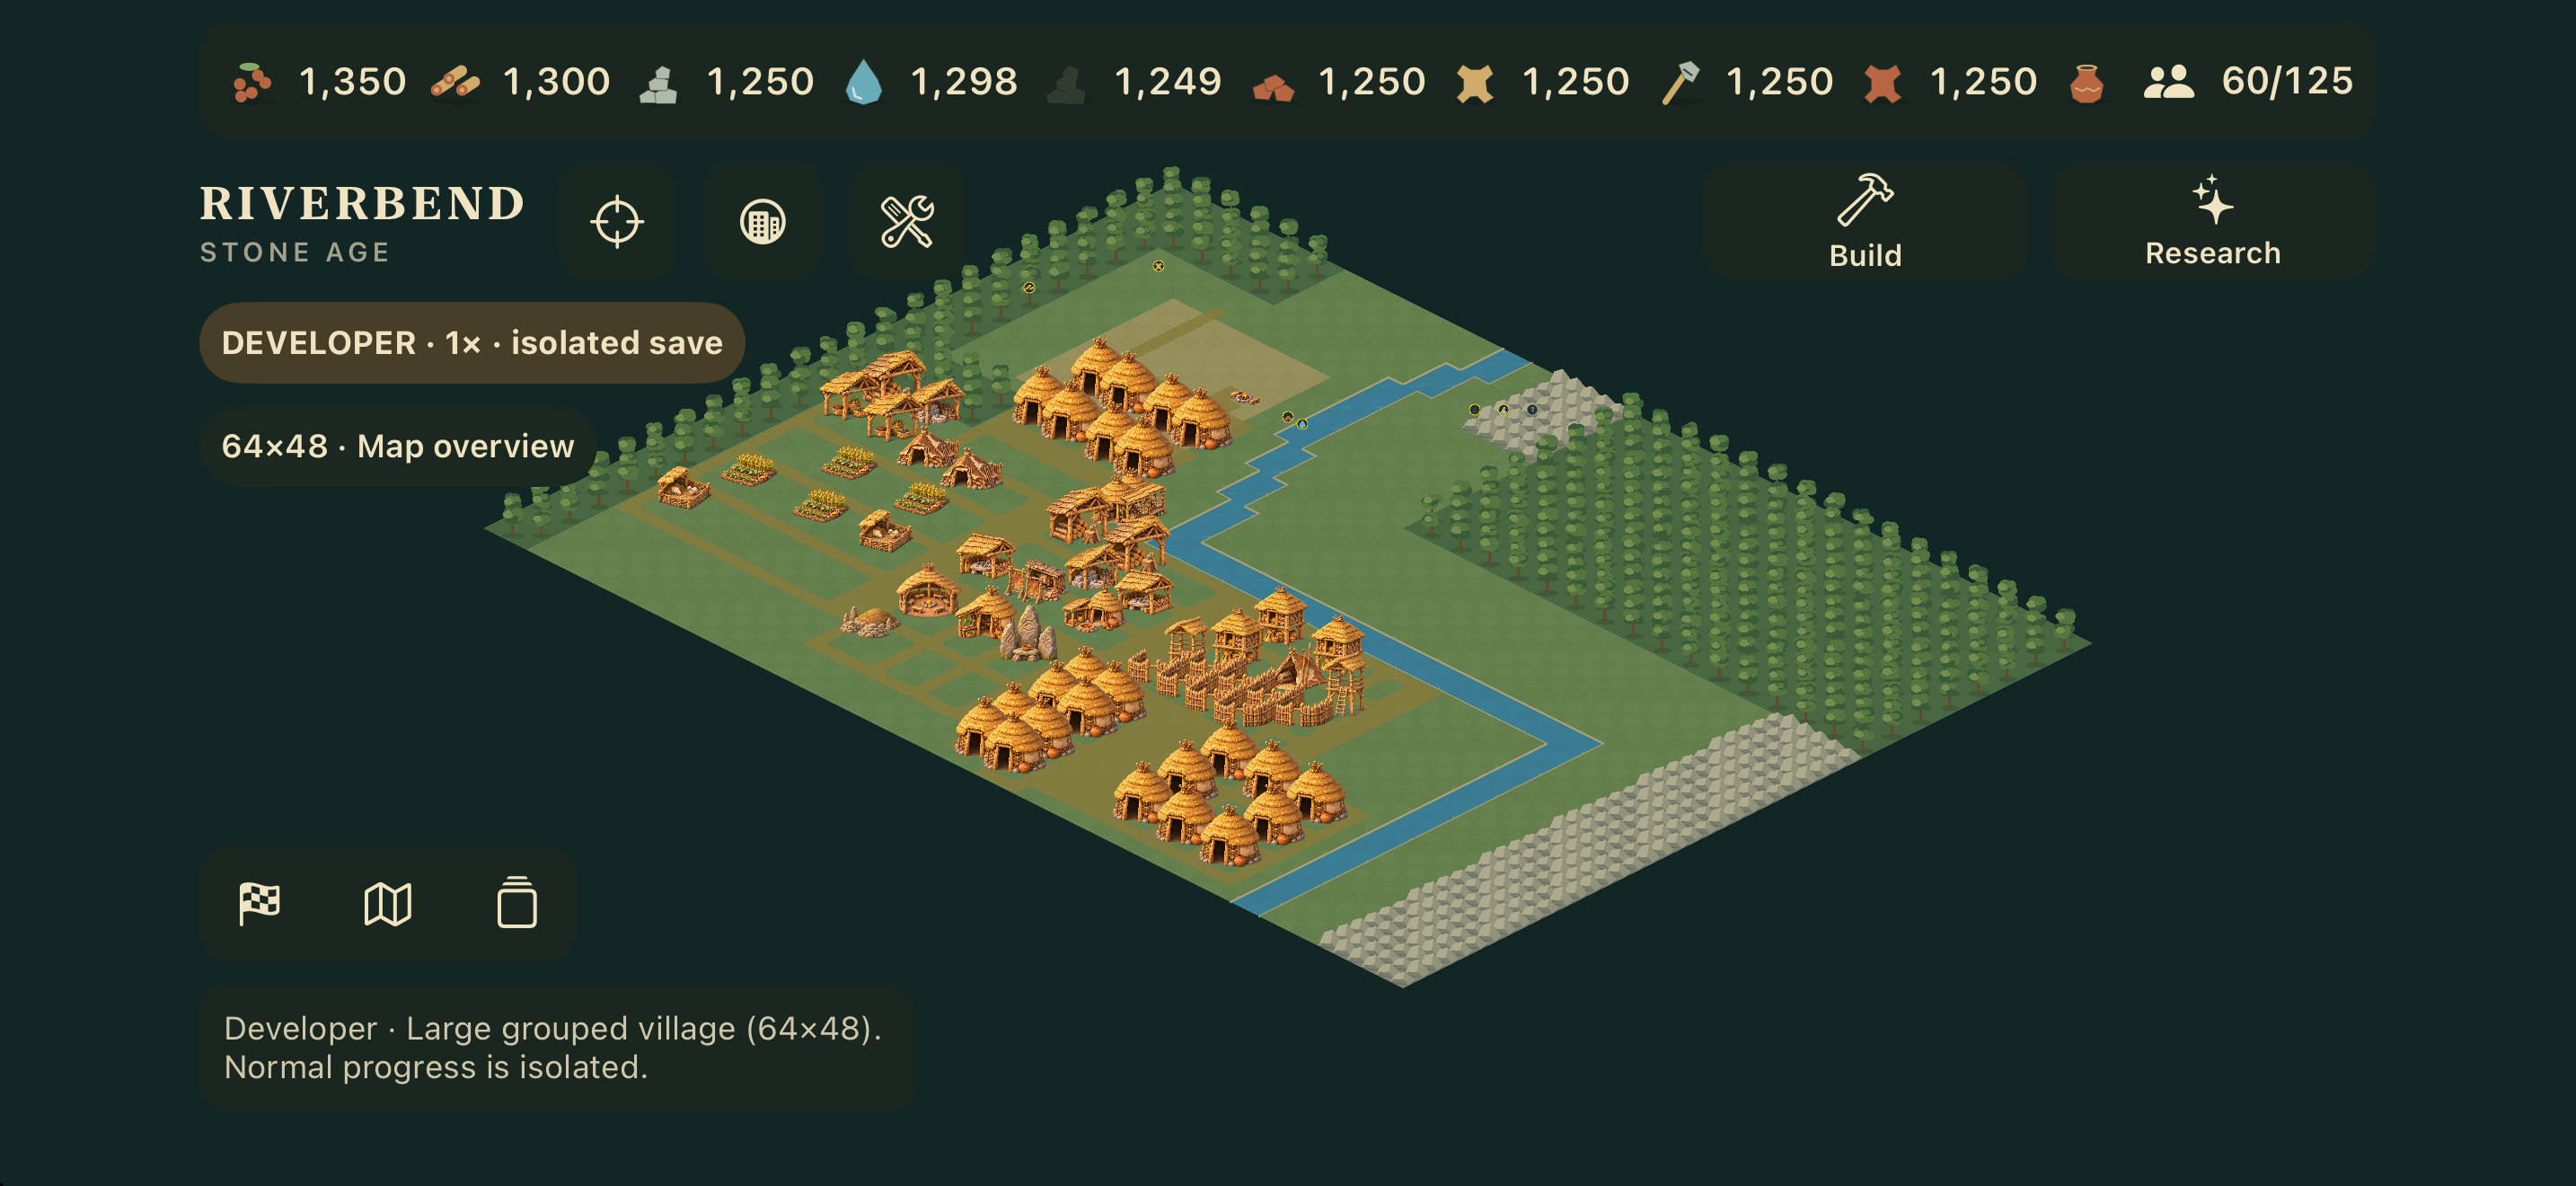 1,350 1,300 1,250 1,298 1,249 1,250 1,250 1,250 1,250 60/125
RIVERBEND
STONE AGE
Build
Research
DEVELOPER · 1× · isolated save
64×48 · Map overview
Developer · Large grouped village (64×48).
Normal progress is isolated.